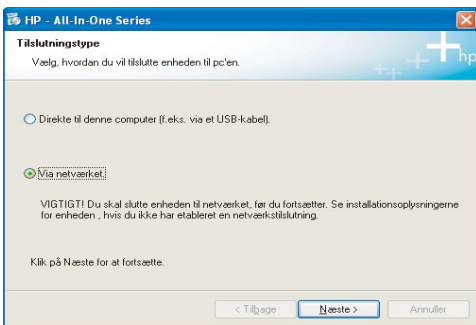 HP - All-In-One Series
Tilslutningstype
Vælg, hvordan du vil tilslutte enheden til pc'en.
hp
Direkte til denne computer (f.eks. via et USB-kabel).
Via netværket.
VIGTIGT! Du skal slutte enheden til netværket, før du fortsætter. Se installationsoplysningerne
for enheden , hvis du ikke har etableret en netværkstilslutning.
Klik på Næste for at fortsætte.
< Tilbage Næste > Annuller